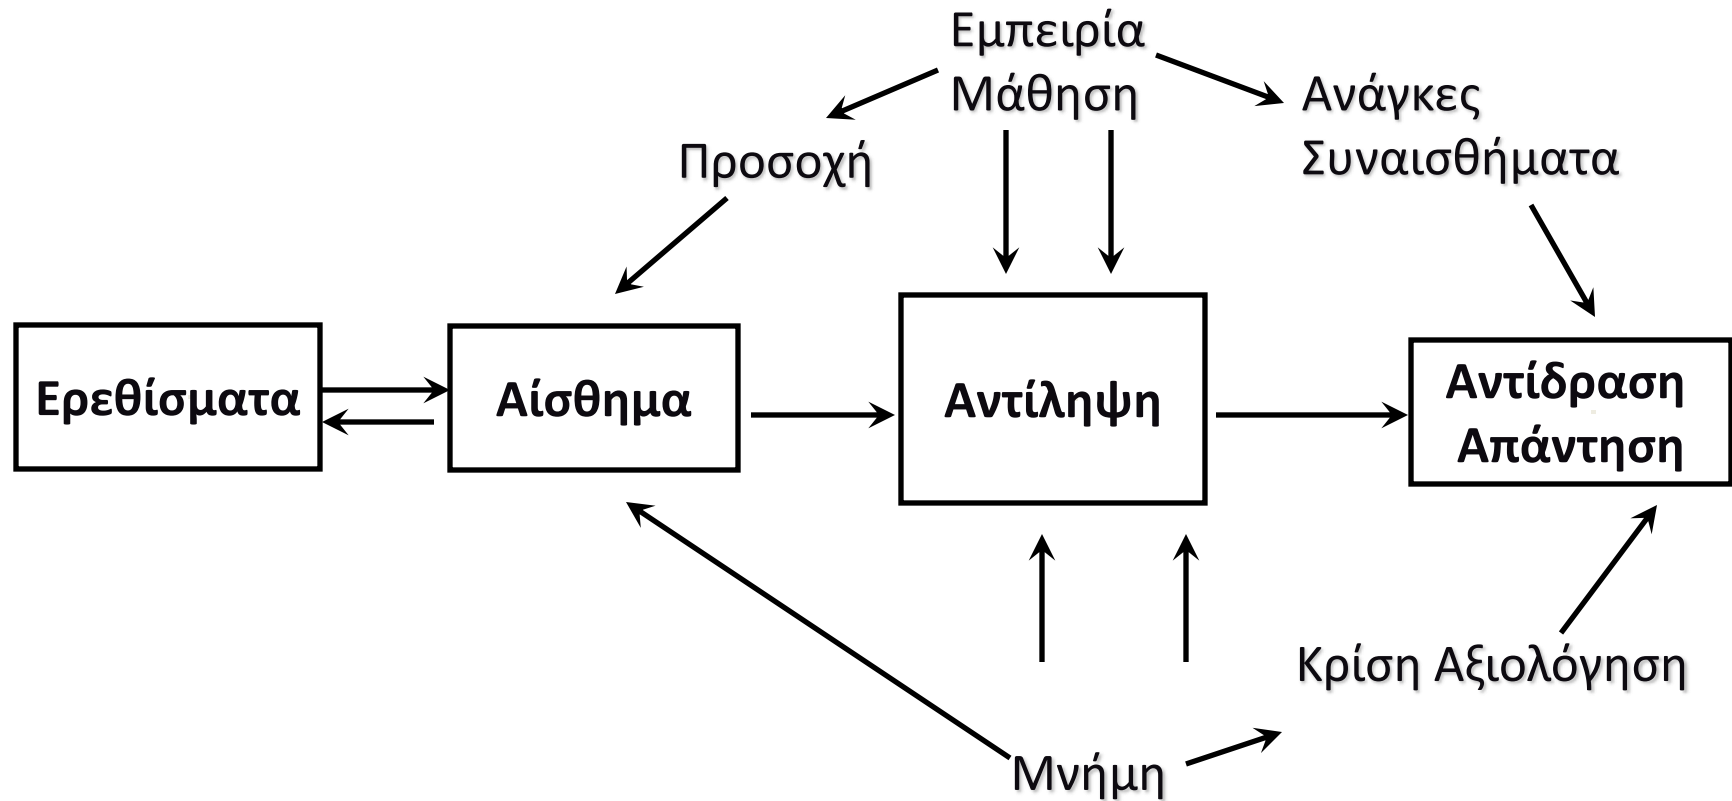 Εμπειρία
Μάθηση
Ανάγκες
Συναισθήματα
Προσοχή
Ερεθίσματα
Αίσθημα
Αντίληψη
Αντίδραση
Απάντηση
Κρίση Αξιολόγηση
Μνήμη